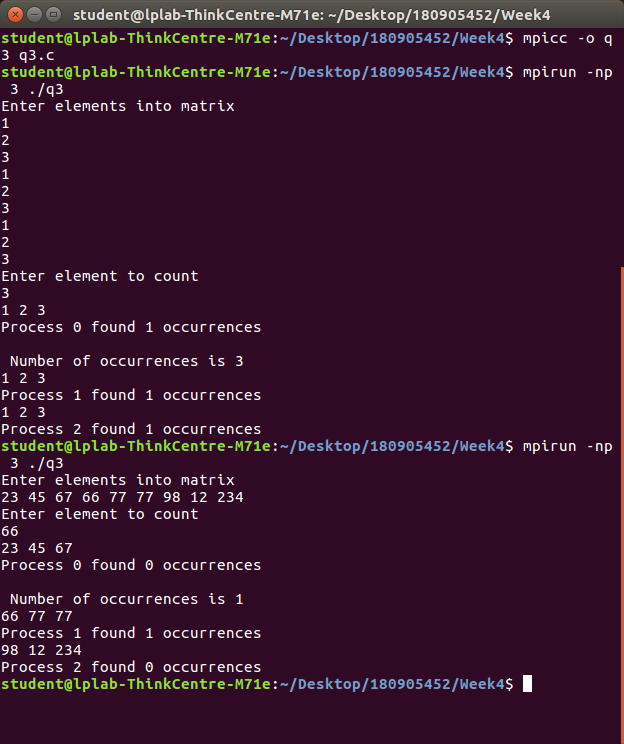 student@lplab-ThinkCentre-M71e: ~/Desktop/180905452/Week4
student@lplab-ThinkCentre-M71e:~/Desktop/180905452/Week4$ mpicc -o q
3 q3.c
student@lplab-ThinkCentre-M71e:~/Desktop/180905452/Week4$ mpirun -np
 3 ./q3
Enter elements into matrix
1
2
3
1
2
3
1
2
3
Enter element to count
3
1 2 3
Process 0 found 1 occurrences

 Number of occurrences is 3
1 2 3
Process 1 found 1 occurrences
1 2 3
Process 2 found 1 occurrences
student@lplab-ThinkCentre-M71e:~/Desktop/180905452/Week4$ mpirun -np
 3 ./q3
Enter elements into matrix
23 45 67 66 77 77 98 12 234
Enter element to count
66
23 45 67
Process 0 found 0 occurrences

 Number of occurrences is 1
66 77 77
Process 1 found 1 occurrences
98 12 234
Process 2 found 0 occurrences
student@lplab-ThinkCentre-M71e:~/Desktop/180905452/Week4$